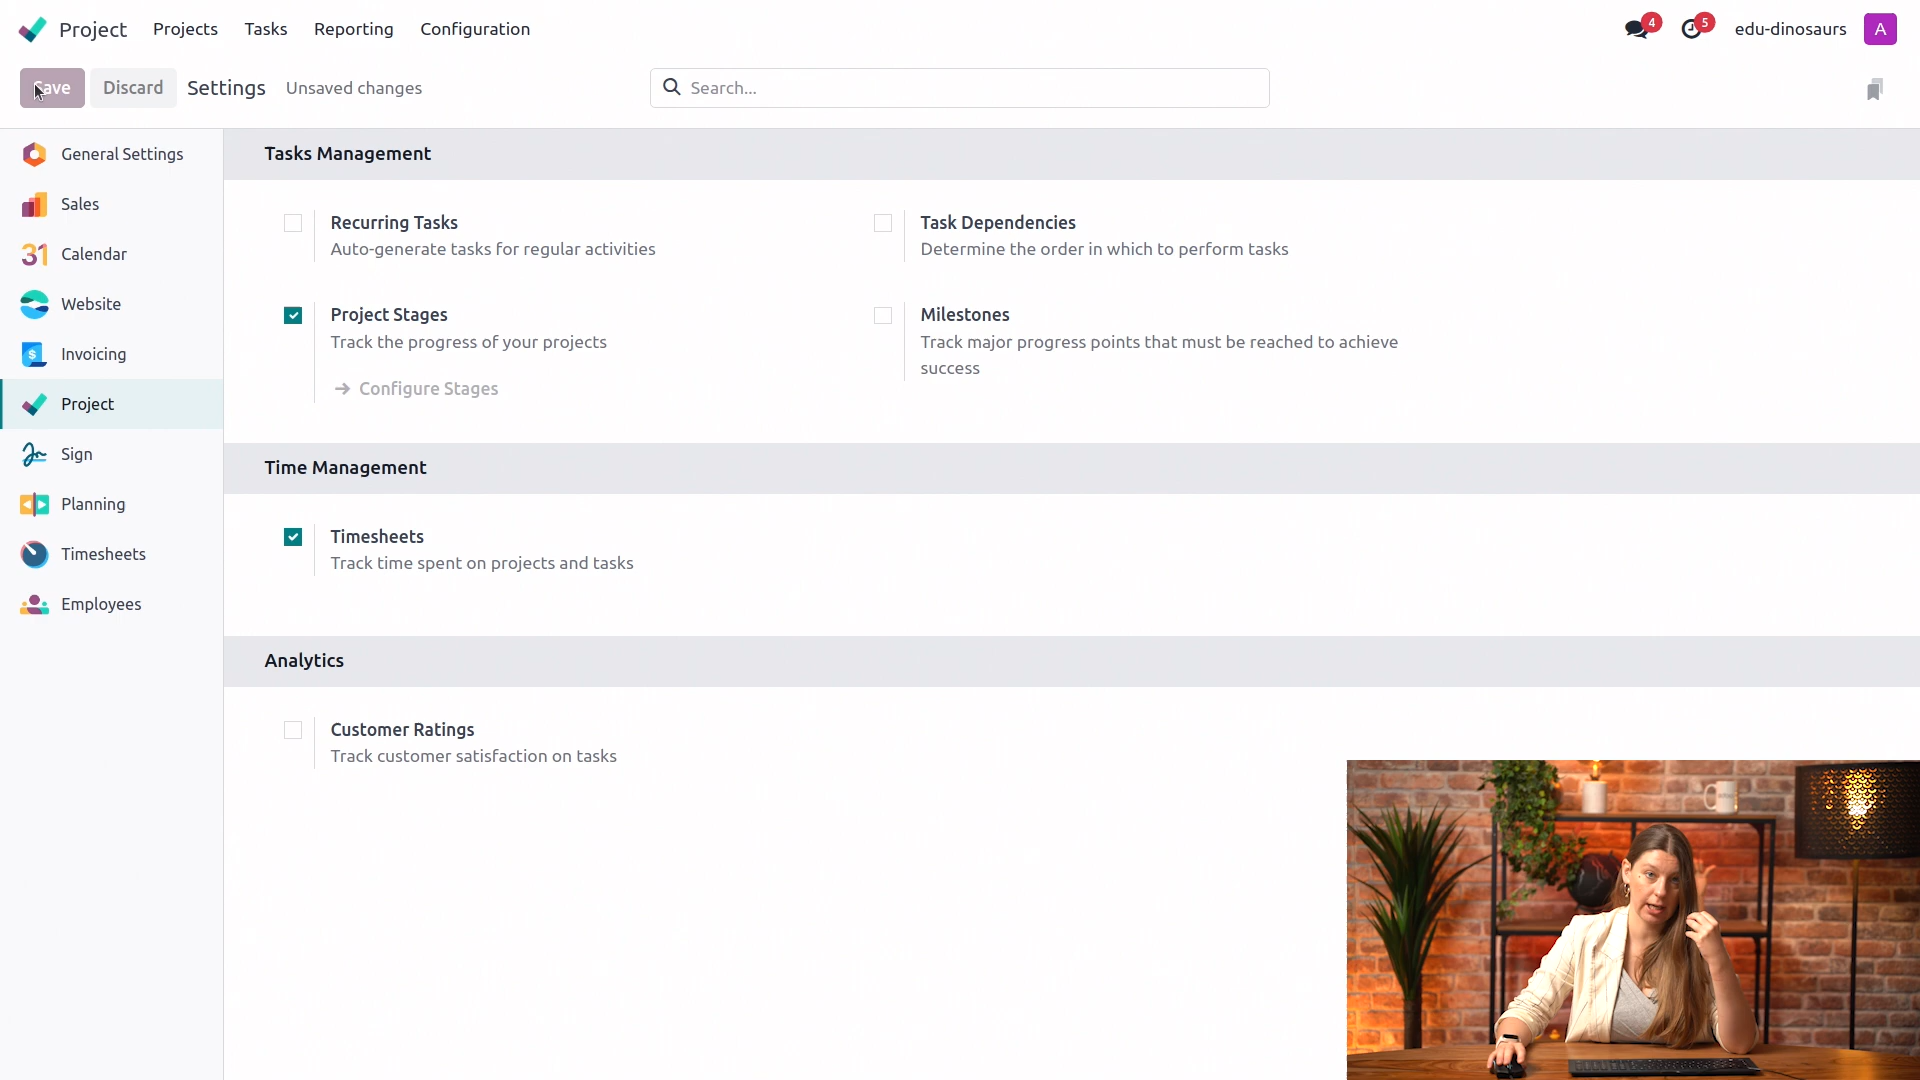 Project Projects Tasks Reporting Configuration 4 5 edu-dinosaurs A
Discard Settings Unsaved changes Search...
General Settings
Sales
31 Calendar
Website
$ Invoicing
Project
Sign
Planning
Timesheets
Employees
Tasks Management
Recurring Tasks
Auto-generate tasks for regular activities
Task Dependencies
Determine the order in which to perform tasks
Project Stages
Track the progress of your projects
Configure Stages
Milestones
Track major progress points that must be reached to achieve
success
Time Management
Timesheets
Track time spent on projects and tasks
Analytics
Customer Ratings
Track customer satisfaction on tasks